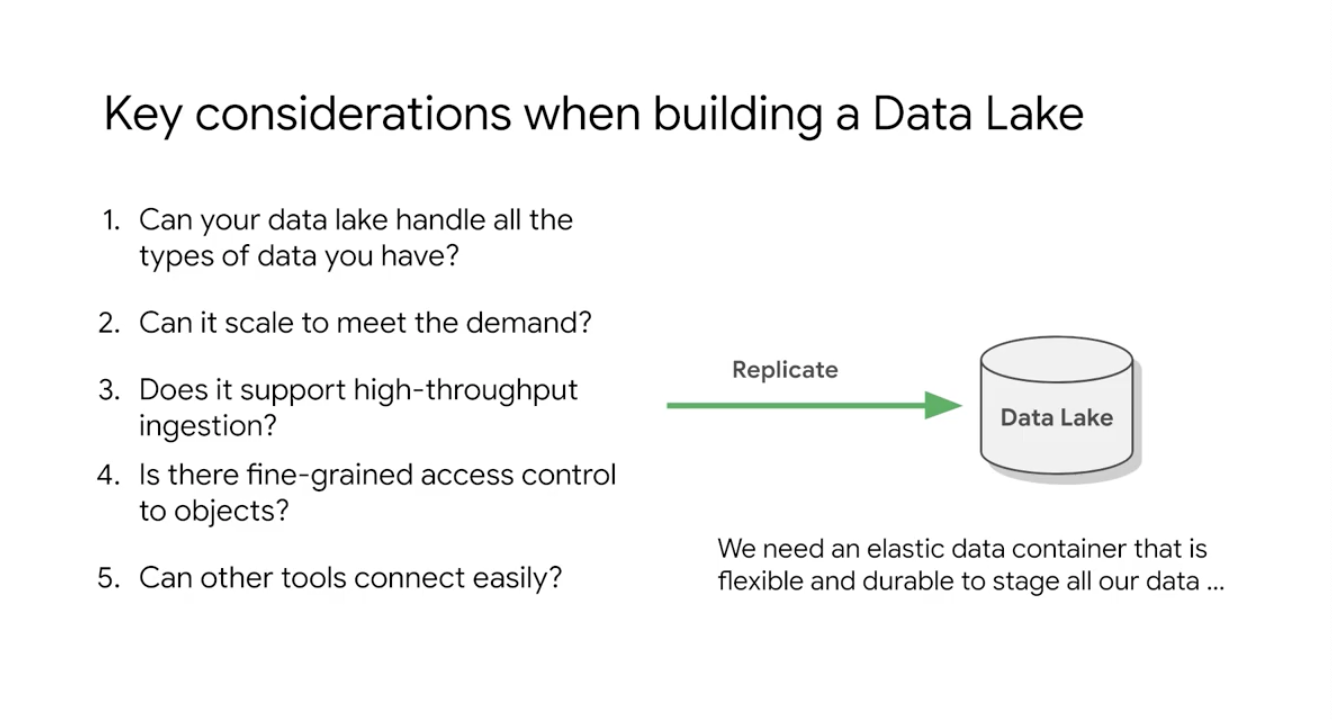 Key considerations when building a Data Lake
1. Can your data lake handle all the
types of data you have?
2. Can it scale to meet the demand?
3. Does it support high-throughput
ingestion?
4. Is there fine-grained access control
to objects?
5. Can other tools connect easily?
Replicate
Data Lake
We need an elastic data container that is
flexible and durable to stage all our data ...